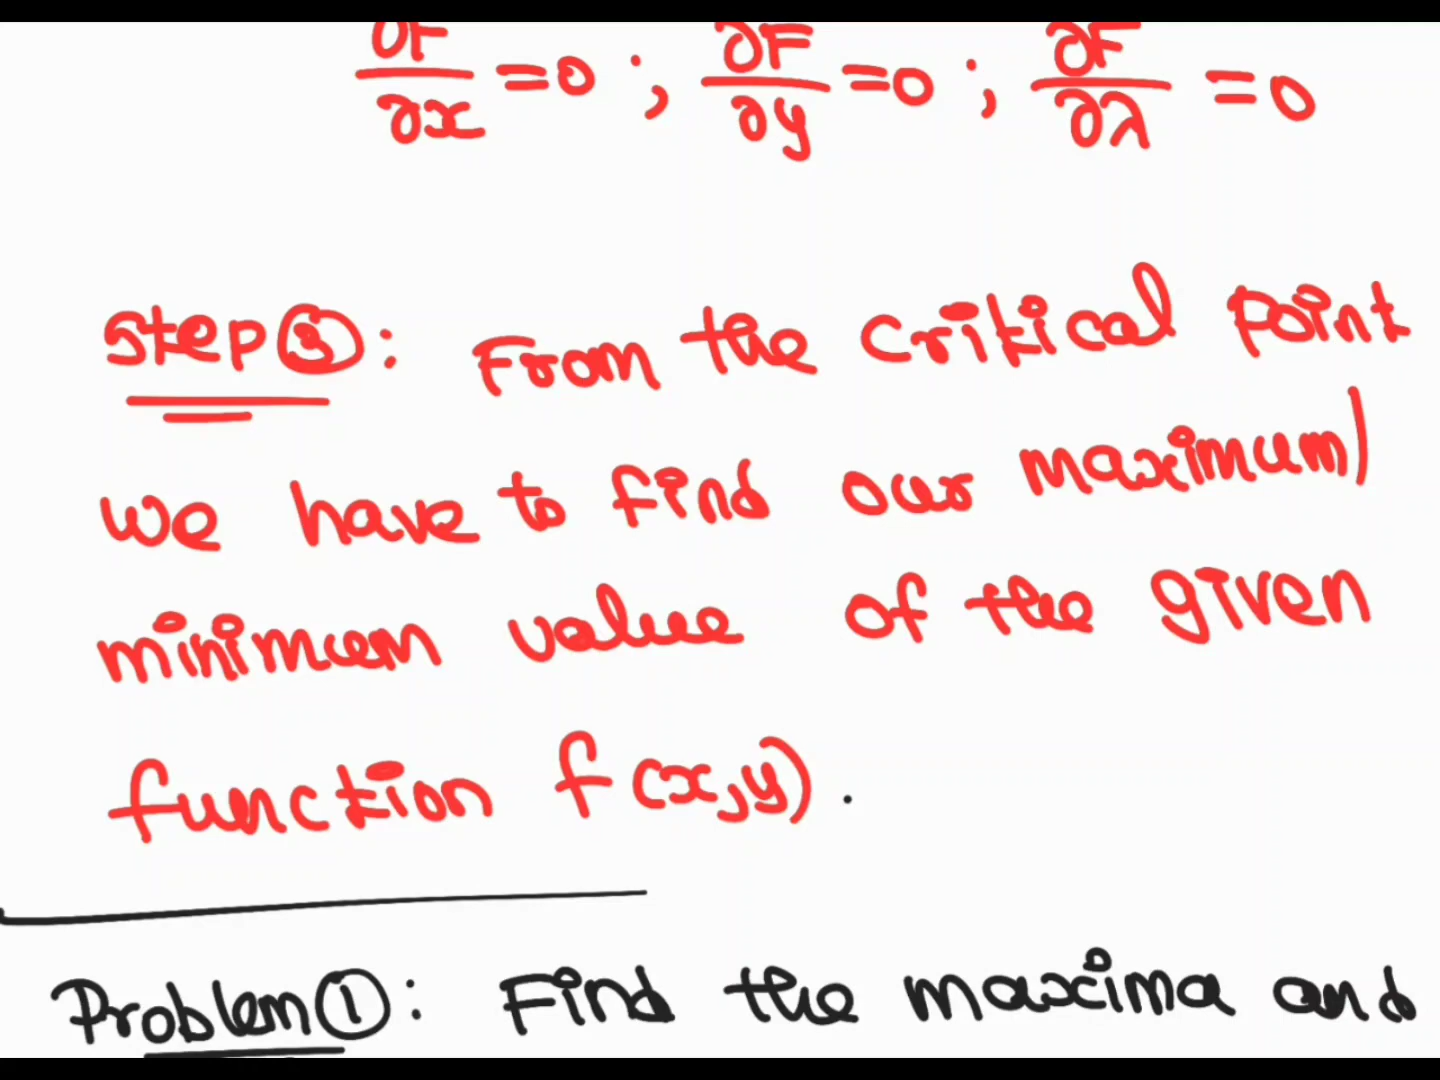 ∂F/∂x = 0 ; ∂F/∂y = 0 ; ∂F/∂λ = 0
Step ③: From the critical point
we have to find our maximum/
minimum value of the given
function f(x,y).
Problem ①: Find the maxima and